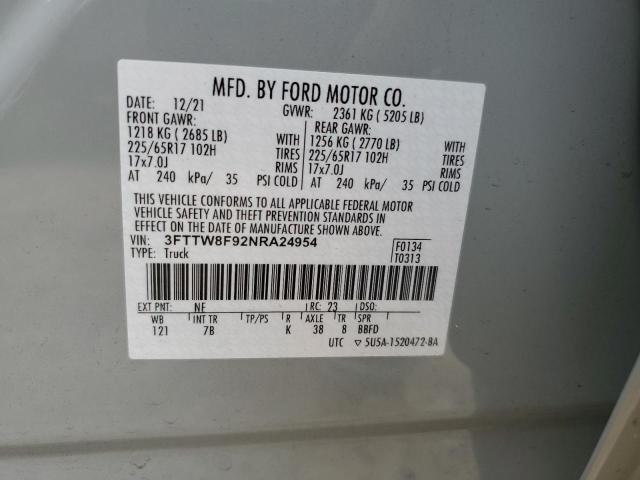 MFD. BY FORD MOTOR CO.
DATE: 12/21 GVWR: 2361 KG ( 5205 LB)
FRONT GAWR: REAR GAWR:
1218 KG ( 2685 LB) WITH 1256 KG ( 2770 LB) WITH
225/65R17 102H TIRES 225/65R17 102H TIRES
17x7.0J RIMS 17x7.0J RIMS
AT 240 kPa/ 35 PSI COLD AT 240 kPa/ 35 PSI COLD
THIS VEHICLE CONFORMS TO ALL APPLICABLE FEDERAL MOTOR
VEHICLE SAFETY AND THEFT PREVENTION STANDARDS IN
EFFECT ON THE DATE OF MANUFACTURE SHOWN ABOVE.
VIN: 3FTTW8F92NRA24954 F0134
TYPE: Truck T0313
EXT PNT: NF RC: 23 DSO:
WB INT TR TP/PS R AXLE TR SPR
121 7B K 38 8 BBFD
UTC ▽ 5U5A-1520472-BA